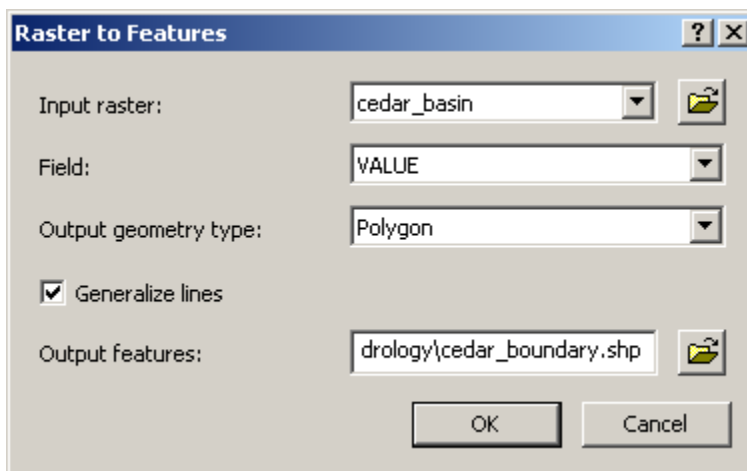 Raster to Features
Input raster: cedar_basin
Field: VALUE
Output geometry type: Polygon
Generalize lines
Output features: drology\cedar_boundary.shp
OK Cancel